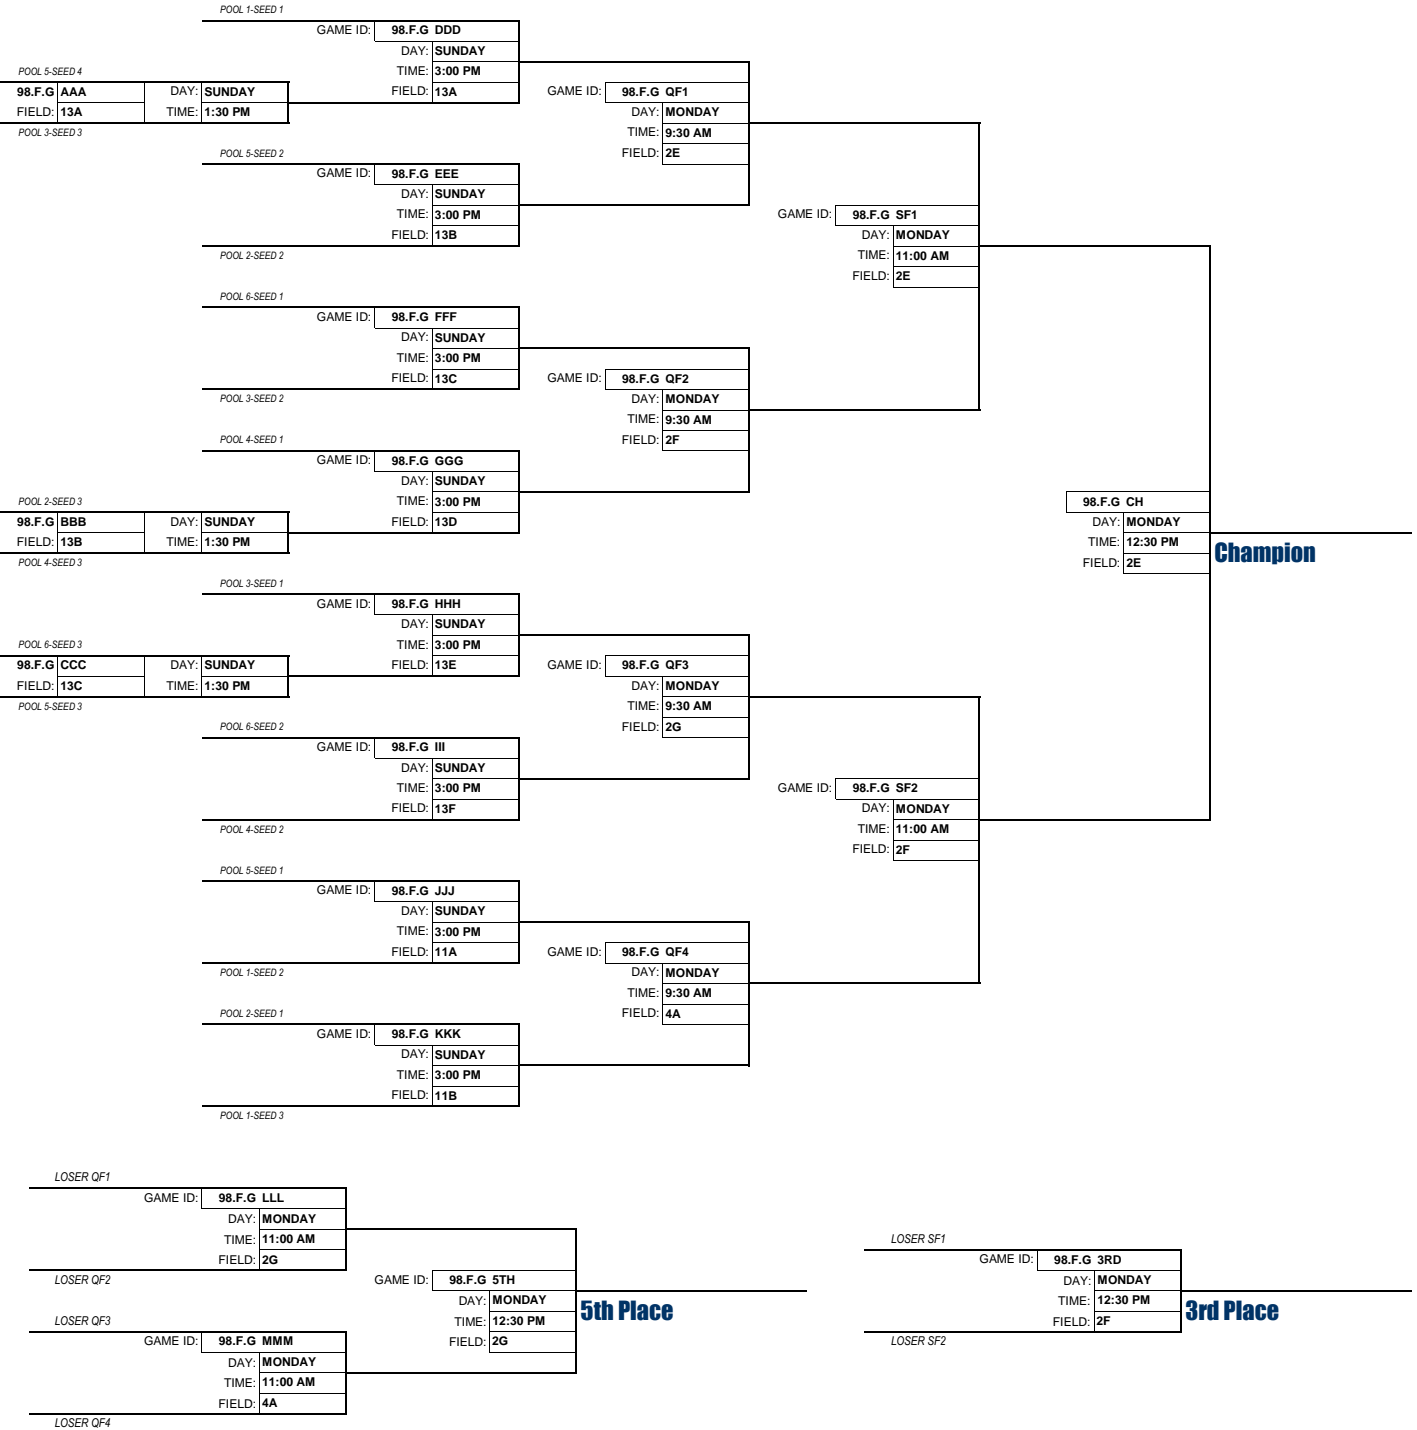 POOL 1-SEED 1
GAME ID: 98.F.G DDD
DAY: SUNDAY
TIME: 3:00 PM
FIELD: 13A
POOL 5-SEED 4
98.F.G AAA DAY: SUNDAY
FIELD: 13A TIME: 1:30 PM
POOL 3-SEED 3
GAME ID: 98.F.G QF1
DAY: MONDAY
TIME: 9:30 AM
FIELD: 2E
POOL 5-SEED 2
GAME ID: 98.F.G EEE
DAY: SUNDAY
TIME: 3:00 PM
FIELD: 13B
POOL 2-SEED 2
GAME ID: 98.F.G SF1
DAY: MONDAY
TIME: 11:00 AM
FIELD: 2E
POOL 6-SEED 1
GAME ID: 98.F.G FFF
DAY: SUNDAY
TIME: 3:00 PM
FIELD: 13C
POOL 3-SEED 2
GAME ID: 98.F.G QF2
DAY: MONDAY
TIME: 9:30 AM
FIELD: 2F
POOL 4-SEED 1
GAME ID: 98.F.G GGG
DAY: SUNDAY
TIME: 3:00 PM
FIELD: 13D
POOL 2-SEED 3
98.F.G BBB DAY: SUNDAY
FIELD: 13B TIME: 1:30 PM
POOL 4-SEED 3
98.F.G CH
DAY: MONDAY
TIME: 12:30 PM
FIELD: 2E
Champion
POOL 3-SEED 1
GAME ID: 98.F.G HHH
DAY: SUNDAY
TIME: 3:00 PM
FIELD: 13E
POOL 6-SEED 3
98.F.G CCC DAY: SUNDAY
FIELD: 13C TIME: 1:30 PM
POOL 5-SEED 3
GAME ID: 98.F.G QF3
DAY: MONDAY
TIME: 9:30 AM
FIELD: 2G
POOL 6-SEED 2
GAME ID: 98.F.G III
DAY: SUNDAY
TIME: 3:00 PM
FIELD: 13F
POOL 4-SEED 2
GAME ID: 98.F.G SF2
DAY: MONDAY
TIME: 11:00 AM
FIELD: 2F
POOL 5-SEED 1
GAME ID: 98.F.G JJJ
DAY: SUNDAY
TIME: 3:00 PM
FIELD: 11A
POOL 1-SEED 2
GAME ID: 98.F.G QF4
DAY: MONDAY
TIME: 9:30 AM
FIELD: 4A
POOL 2-SEED 1
GAME ID: 98.F.G KKK
DAY: SUNDAY
TIME: 3:00 PM
FIELD: 11B
POOL 1-SEED 3
LOSER QF1
GAME ID: 98.F.G LLL
DAY: MONDAY
TIME: 11:00 AM
FIELD: 2G
LOSER QF2
GAME ID: 98.F.G 5TH
DAY: MONDAY
TIME: 12:30 PM
FIELD: 2G
5th Place
LOSER QF3
GAME ID: 98.F.G MMM
DAY: MONDAY
TIME: 11:00 AM
FIELD: 4A
LOSER QF4
LOSER SF1
GAME ID: 98.F.G 3RD
DAY: MONDAY
TIME: 12:30 PM
FIELD: 2F
3rd Place
LOSER SF2